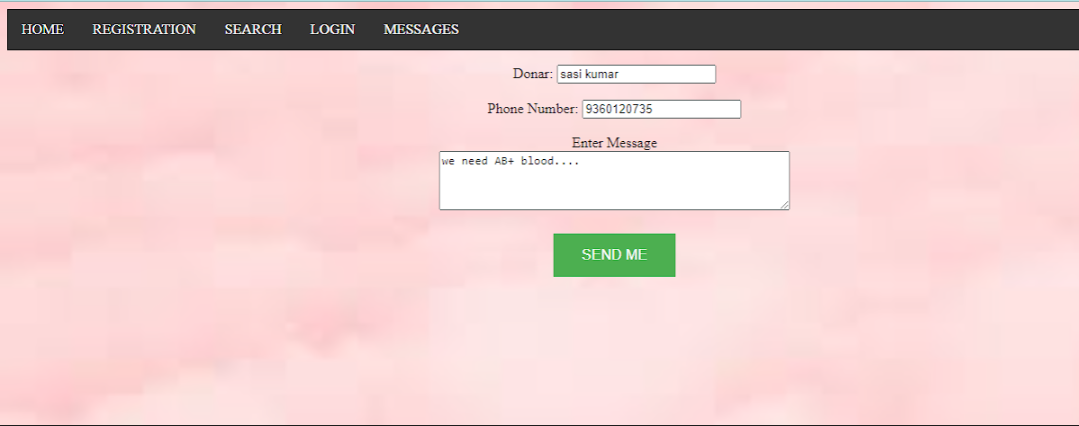 HOME REGISTRATION SEARCH LOGIN MESSAGES
Donar: sasi kumar
Phone Number: 9360120735
Enter Message
we need AB+ blood....
SEND ME